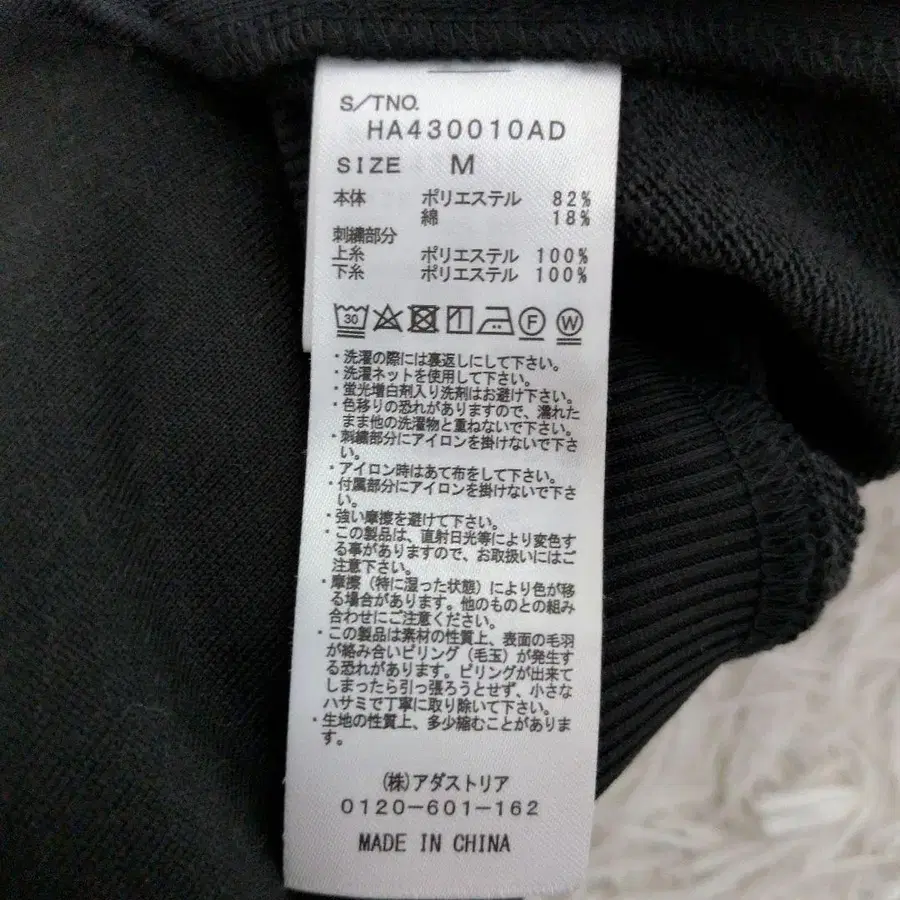 S/TNO.
HA430010AD
SIZE M
本体 ポリエステル 82%
綿 18%
刺繍部分
上糸 ポリエステル 100%
下糸 ポリエステル 100%
30 F W
・洗濯の際には裏返しにして下さい。
・洗濯ネットを使用して下さい。
・蛍光増白剤入り洗剤はお避け下さい。
・色移りの恐れがありますので、濡れた
まま他の洗濯物と重ねないで下さい。
・刺繍部分にアイロンを掛けないで下さ
い。
・アイロン時はあて布をして下さい。
・付属部分にアイロンを掛けないで下さ
い。
・強い摩擦を避けて下さい。
・この製品は、直射日光等により変色す
る事がありますので、お取扱いにはご
注意下さい。
・摩擦（特に湿った状態）により色が移
る場合があります。他のものとの組み
合わせにご注意ください。
・この製品は素材の性質上、表面の毛羽
が絡み合いピリング（毛玉）が発生す
る恐れがあります。ピリングが出来て
しまったら引っ張ろうとせず、小さな
ハサミで丁寧に取り除いて下さい。
・生地の性質上、多少縮むことがありま
す。
(株)アダストリア
0120-601-162
MADE IN CHINA